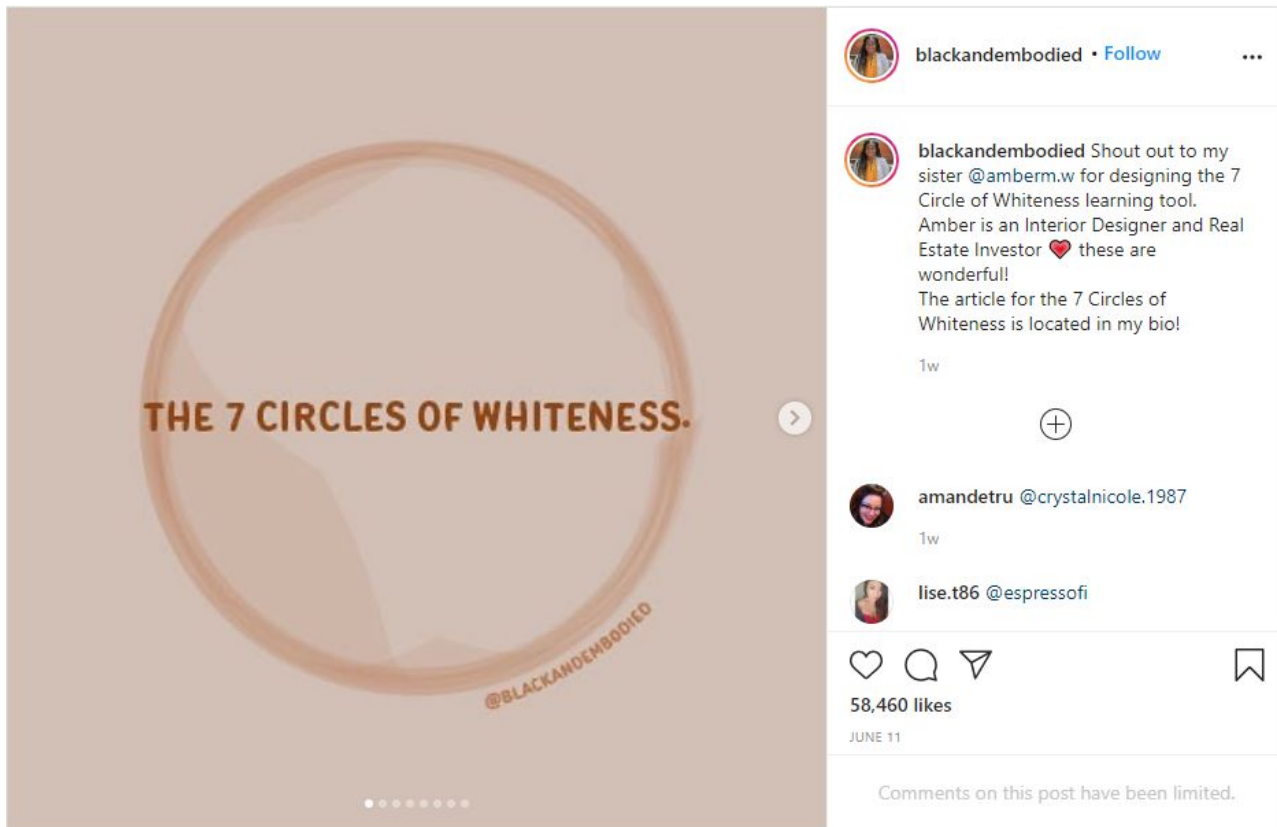 THE 7 CIRCLES OF WHITENESS.
@BLACKANDEMBODIED
blackandembodied • Follow
blackandembodied Shout out to my
sister @amberm.w for designing the 7
Circle of Whiteness learning tool.
Amber is an Interior Designer and Real
Estate Investor ❤ these are
wonderful!
The article for the 7 Circles of
Whiteness is located in my bio!
1w
amandetru @crystalnicole.1987
1w
lise.t86 @espressofi
58,460 likes
JUNE 11
Comments on this post have been limited.